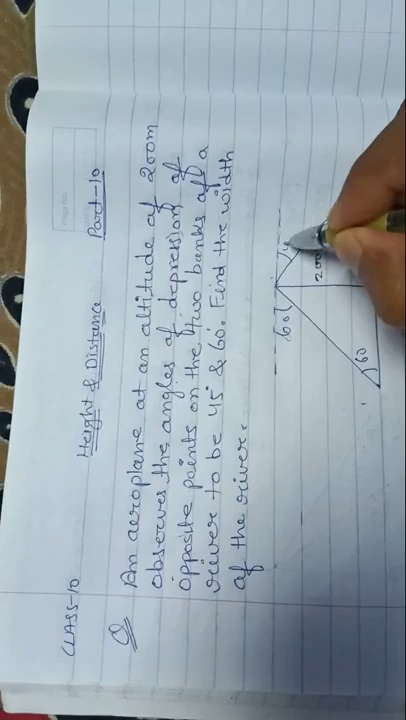 CLASS-10
Height & Distance Part-10
Q An aeroplane at an altitude of 200m
observes the angles of depression of
opposite points on the two banks of a
river to be 45° & 60°. Find the width
of the river.
60
200
60